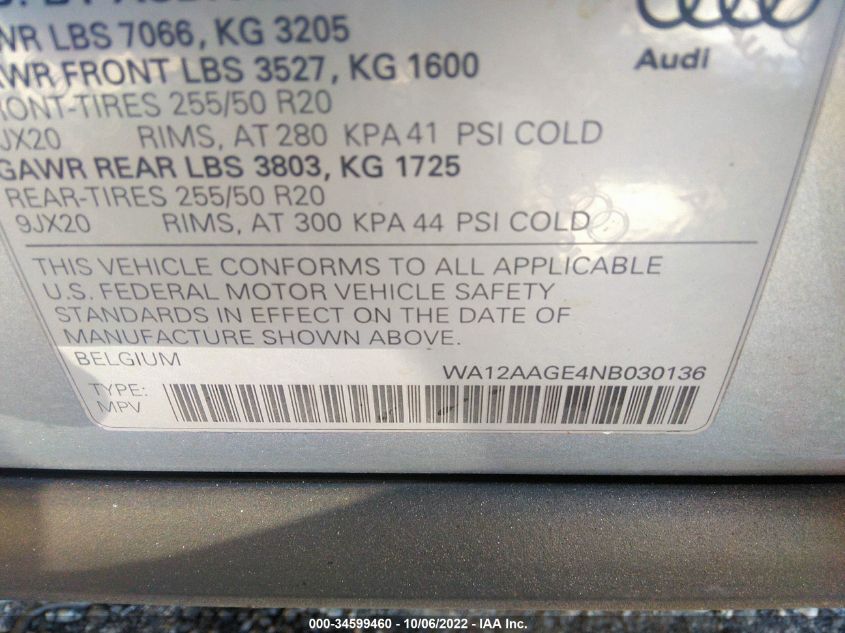 WR LBS 7066, KG 3205
WR FRONT LBS 3527, KG 1600
RONT-TIRES 255/50 R20
JX20 RIMS, AT 280 KPA 41 PSI COLD
GAWR REAR LBS 3803, KG 1725
REAR-TIRES 255/50 R20
9JX20 RIMS, AT 300 KPA 44 PSI COLD
Audi
THIS VEHICLE CONFORMS TO ALL APPLICABLE
U.S. FEDERAL MOTOR VEHICLE SAFETY
STANDARDS IN EFFECT ON THE DATE OF
MANUFACTURE SHOWN ABOVE.
BELGIUM
WA12AAGE4NB030136
TYPE:
MPV
000-34599460 - 10/06/2022 - IAA Inc.